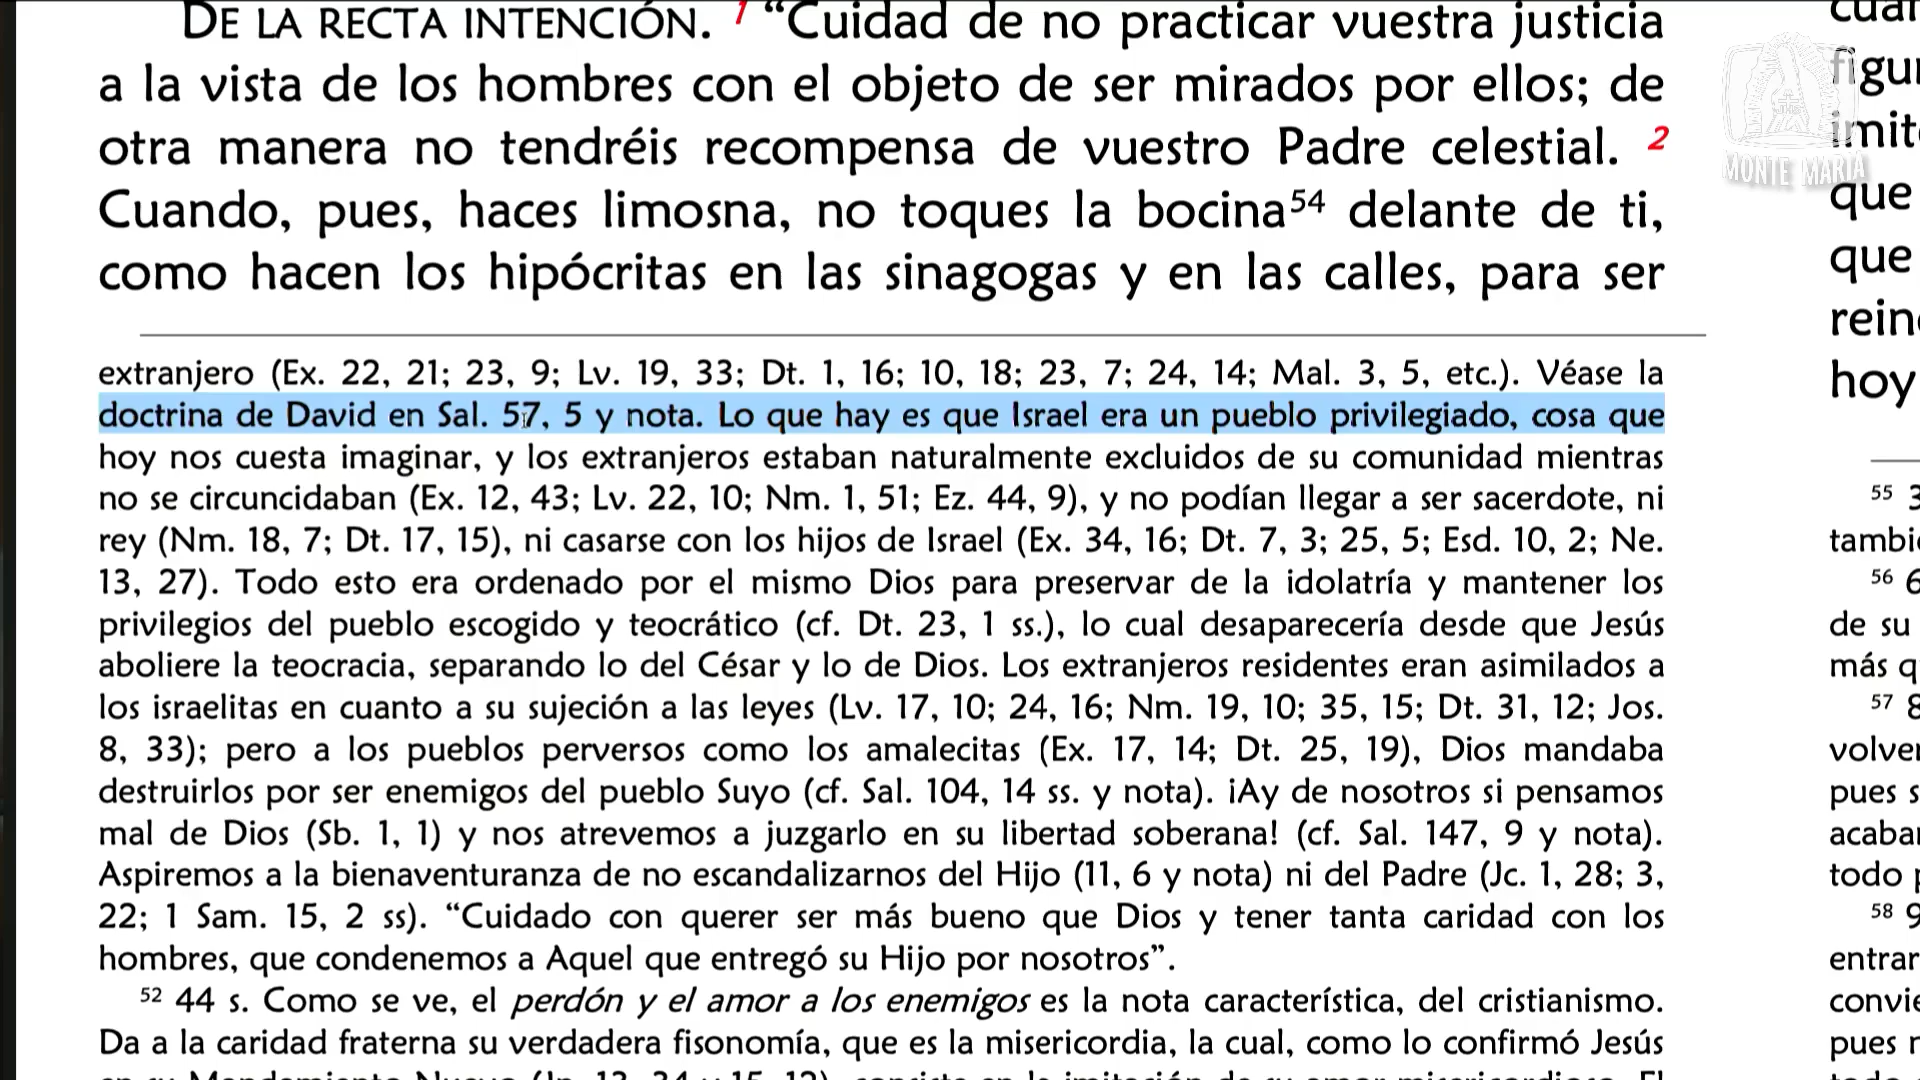 DE LA RECTA INTENCIÓN. 1 “Cuidad de no practicar vuestra justicia
a la vista de los hombres con el objeto de ser mirados por ellos; de
otra manera no tendréis recompensa de vuestro Padre celestial. 2
Cuando, pues, haces limosna, no toques la bocina54 delante de ti,
como hacen los hipócritas en las sinagogas y en las calles, para ser
extranjero (Ex. 22, 21; 23, 9; Lv. 19, 33; Dt. 1, 16; 10, 18; 23, 7; 24, 14; Mal. 3, 5, etc.). Véase la
doctrina de David en Sal. 57, 5 y nota. Lo que hay es que Israel era un pueblo privilegiado, cosa que
hoy nos cuesta imaginar, y los extranjeros estaban naturalmente excluidos de su comunidad mientras
no se circuncidaban (Ex. 12, 43; Lv. 22, 10; Nm. 1, 51; Ez. 44, 9), y no podían llegar a ser sacerdote, ni
rey (Nm. 18, 7; Dt. 17, 15), ni casarse con los hijos de Israel (Ex. 34, 16; Dt. 7, 3; 25, 5; Esd. 10, 2; Ne.
13, 27). Todo esto era ordenado por el mismo Dios para preservar de la idolatría y mantener los
privilegios del pueblo escogido y teocrático (cf. Dt. 23, 1 ss.), lo cual desaparecería desde que Jesús
aboliere la teocracia, separando lo del César y lo de Dios. Los extranjeros residentes eran asimilados a
los israelitas en cuanto a su sujeción a las leyes (Lv. 17, 10; 24, 16; Nm. 19, 10; 35, 15; Dt. 31, 12; Jos.
8, 33); pero a los pueblos perversos como los amalecitas (Ex. 17, 14; Dt. 25, 19), Dios mandaba
destruirlos por ser enemigos del pueblo Suyo (cf. Sal. 104, 14 ss. y nota). ¡Ay de nosotros si pensamos
mal de Dios (Sb. 1, 1) y nos atrevemos a juzgarlo en su libertad soberana! (cf. Sal. 147, 9 y nota).
Aspiremos a la bienaventuranza de no escandalizarnos del Hijo (11, 6 y nota) ni del Padre (Jc. 1, 28; 3,
22; 1 Sam. 15, 2 ss). “Cuidado con querer ser más bueno que Dios y tener tanta caridad con los
hombres, que condenemos a Aquel que entregó su Hijo por nosotros”.
52 44 s. Como se ve, el perdón y el amor a los enemigos es la nota característica, del cristianismo.
Da a la caridad fraterna su verdadera fisonomía, que es la misericordia, la cual, como lo confirmó Jesús
MONTE MARÍA
que
que
hoy
55
56
de su
57
58